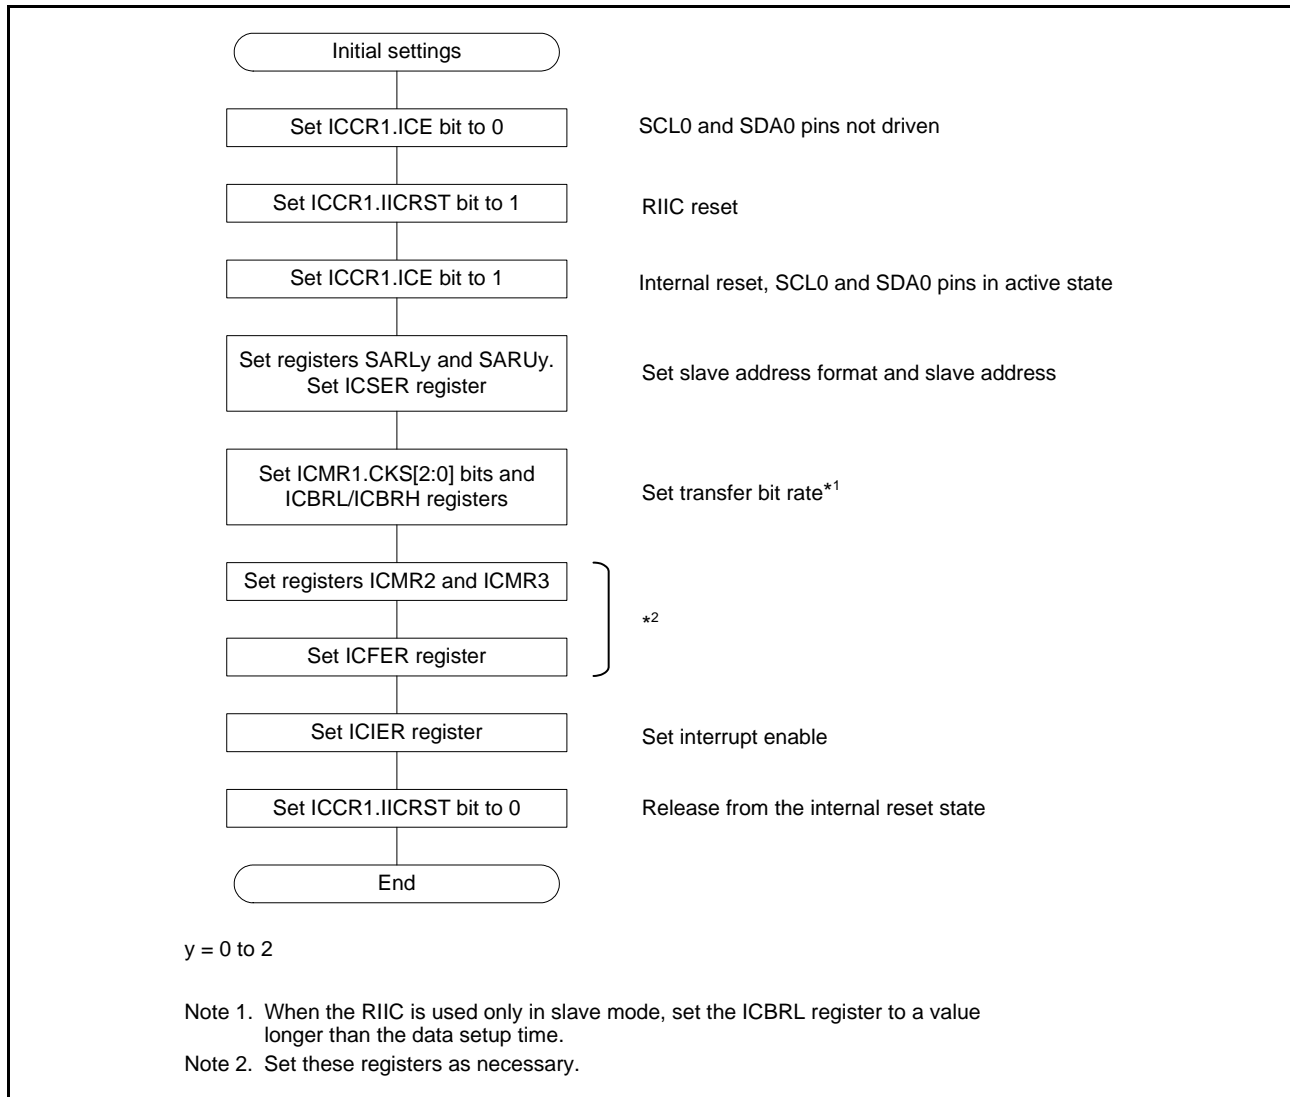 Initial settings
Set ICCR1.ICE bit to 0
SCL0 and SDA0 pins not driven
Set ICCR1.IICRST bit to 1
RIIC reset
Set ICCR1.ICE bit to 1
Internal reset, SCL0 and SDA0 pins in active state
Set registers SARLy and SARUy.
Set ICSER register
Set slave address format and slave address
Set ICMR1.CKS[2:0] bits and
ICBRL/ICBRH registers
Set transfer bit rate*1
Set registers ICMR2 and ICMR3
*2
Set ICFER register
Set ICIER register
Set interrupt enable
Set ICCR1.IICRST bit to 0
Release from the internal reset state
End
y = 0 to 2
Note 1. When the RIIC is used only in slave mode, set the ICBRL register to a value
longer than the data setup time.
Note 2. Set these registers as necessary.